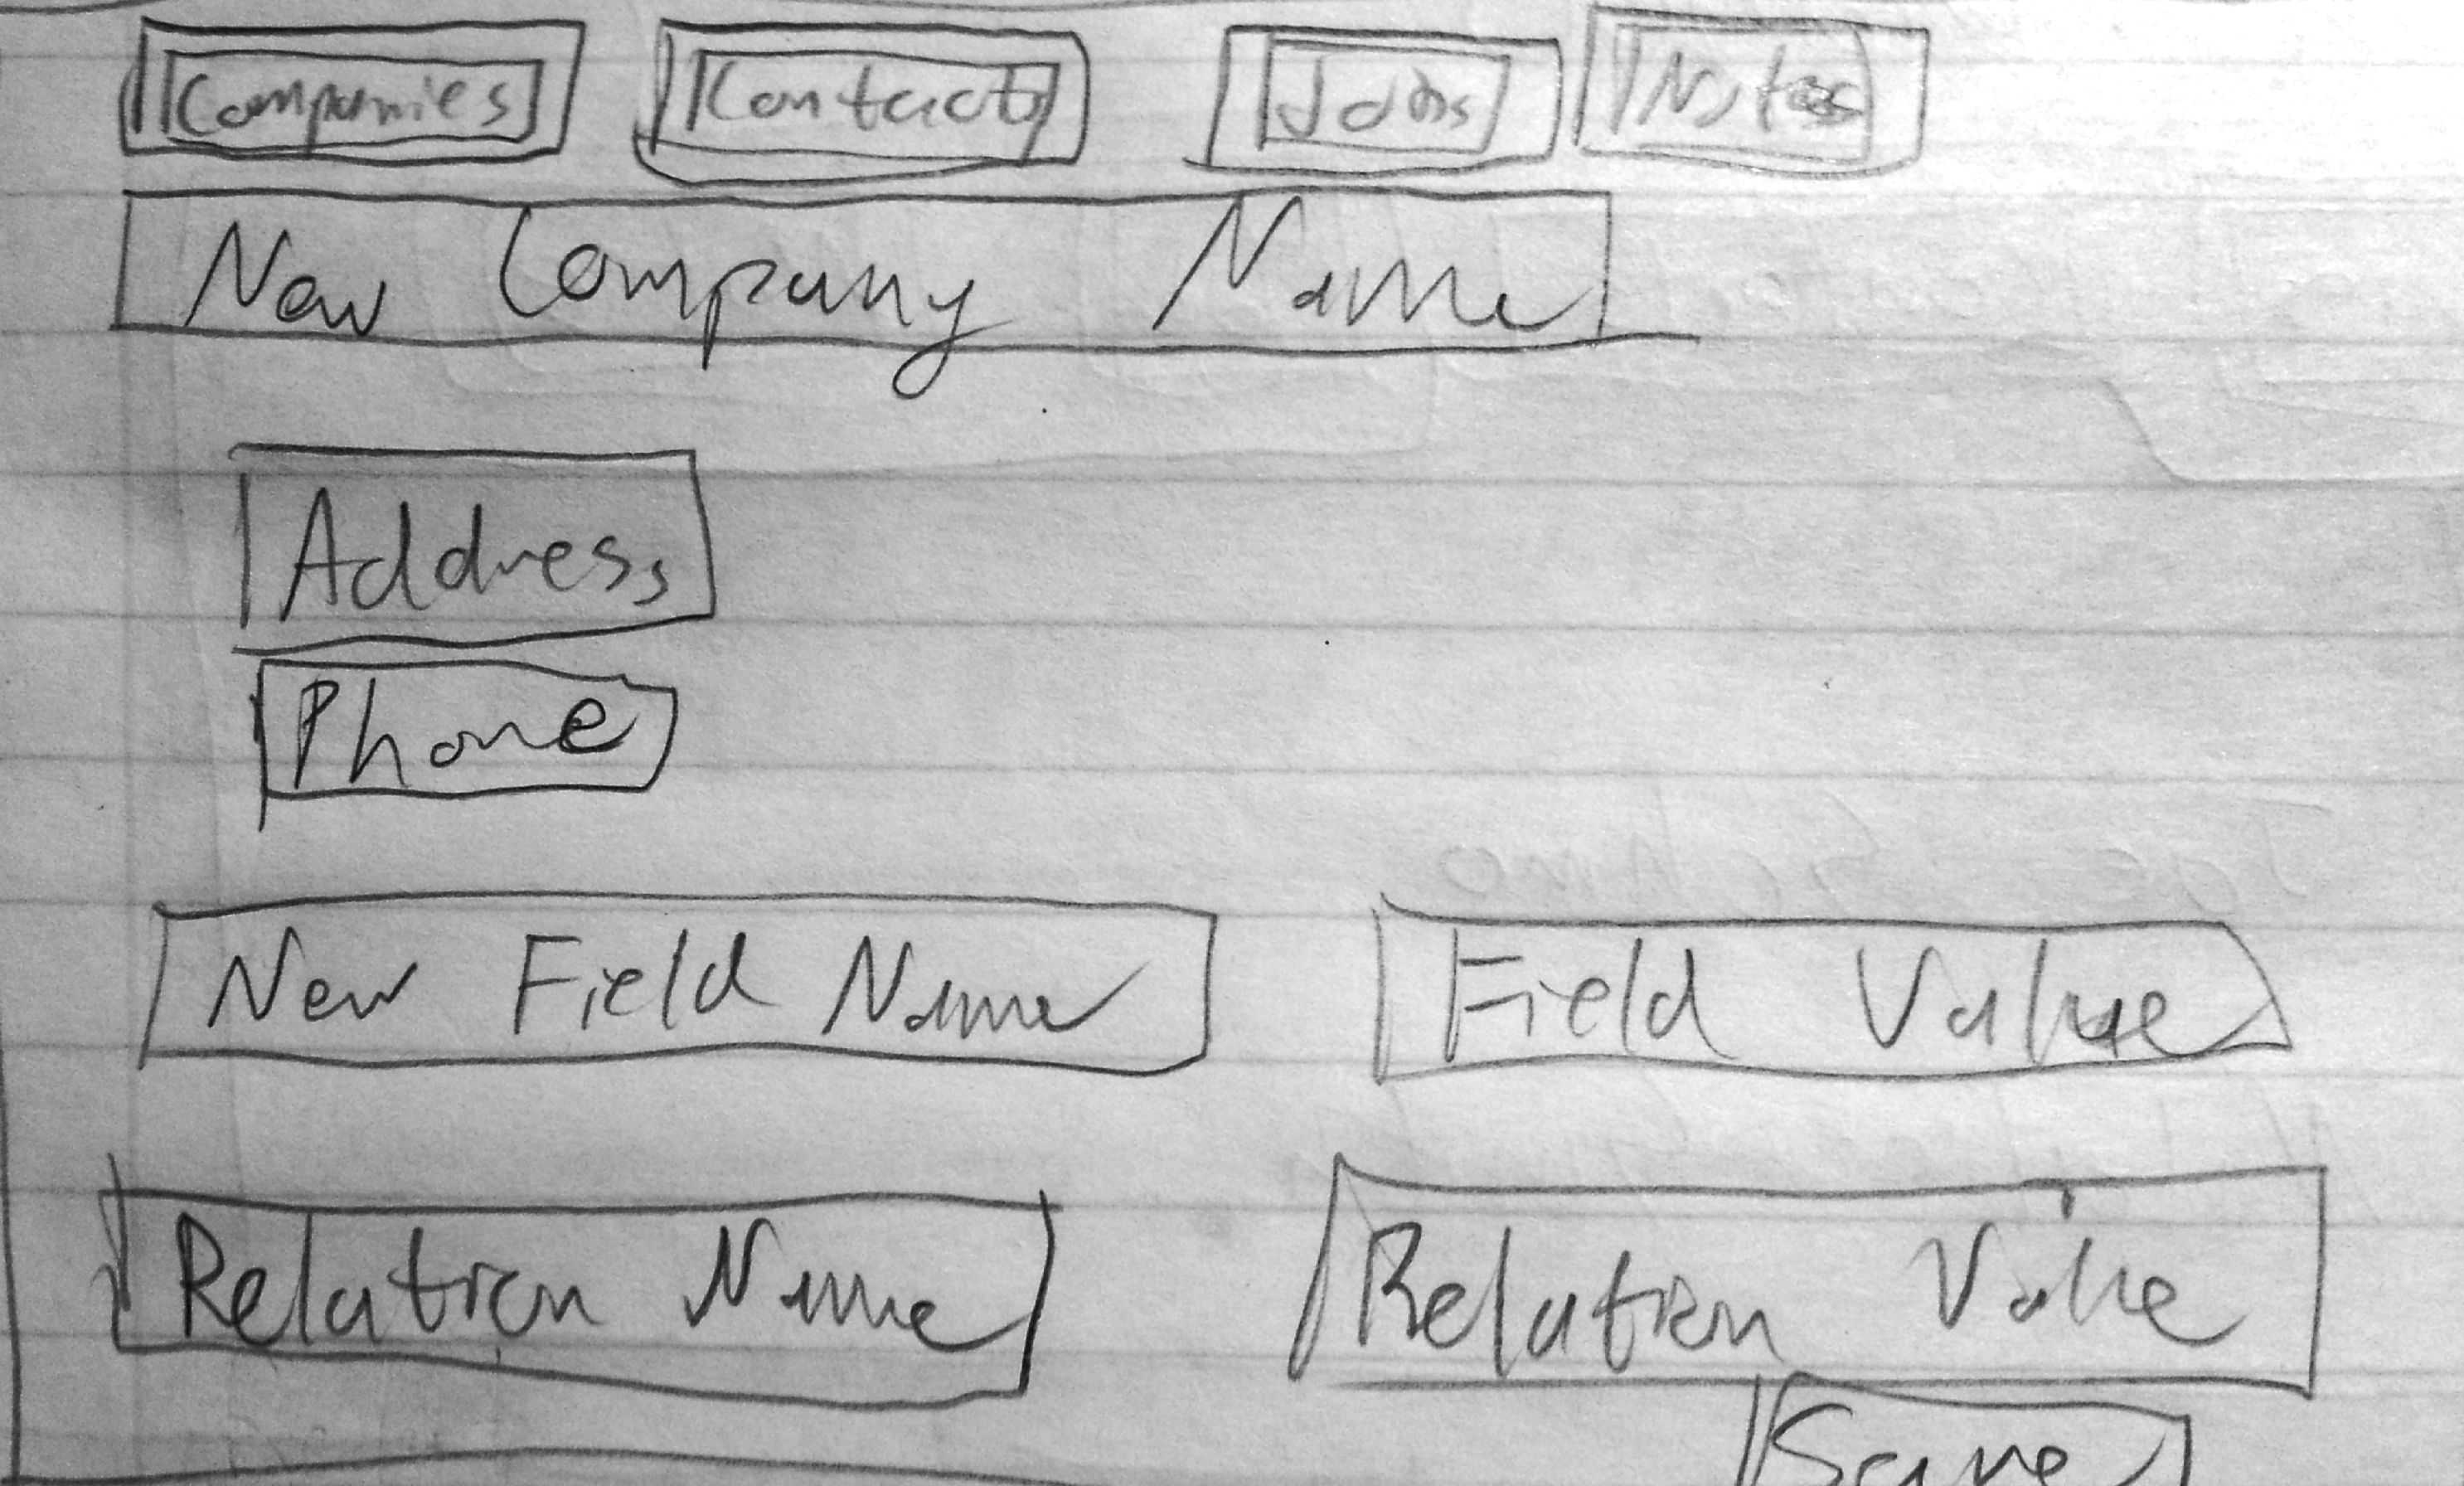 Companies Contacts Jobs Notes
New Company Name
Address
Phone
New Field Name Field Value
Relation Name Relation Value
Save